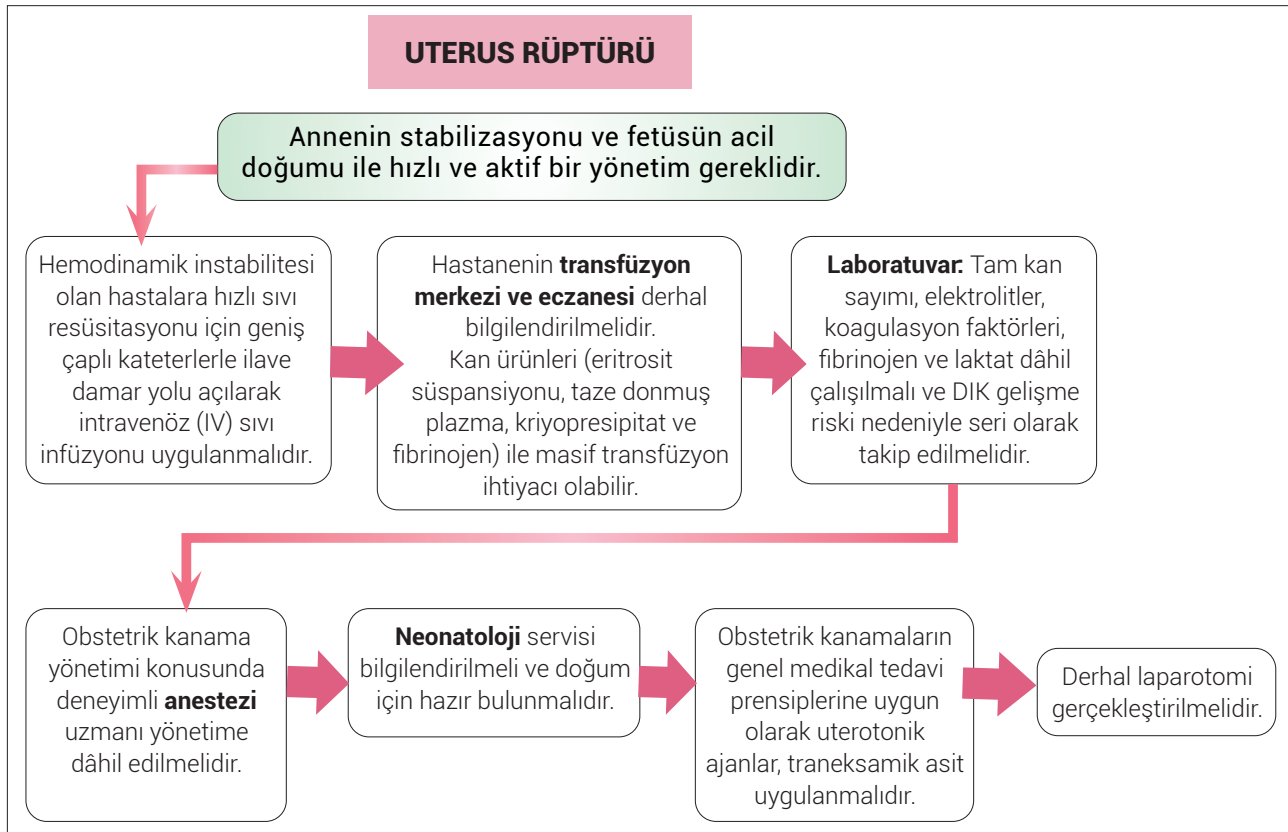 UTERUS RÜPTÜRÜ
Annenin stabilizasyonu ve fetüsün acil
doğumu ile hızlı ve aktif bir yönetim gereklidir.
Hemodinamik instabilitesi
olan hastalara hızlı sıvı
resüsitasyonu için geniş
çaplı kateterlerle ilave
damar yolu açılarak
intravenöz (IV) sıvı
infüzyonu uygulanmalıdır.
Hastanenin transfüzyon
merkezi ve eczanesi derhal
bilgilendirilmelidir.
Kan ürünleri (eritrosit
süspansiyonu, taze donmuş
plazma, kriyopresipitat ve
fibrinojen) ile masif transfüzyon
ihtiyacı olabilir.
Laboratuvar: Tam kan
sayımı, elektrolitler,
koagulasyon faktörleri,
fibrinojen ve laktat dâhil
çalışılmalı ve DIK gelişme
riski nedeniyle seri olarak
takip edilmelidir.
Obstetrik kanama
yönetimi konusunda
deneyimli anestezi
uzmanı yönetime
dâhil edilmelidir.
Neonatoloji servisi
bilgilendirilmeli ve doğum
için hazır bulunmalıdır.
Obstetrik kanamaların
genel medikal tedavi
prensiplerine uygun
olarak uterotonik
ajanlar, traneksamik asit
uygulanmalıdır.
Derhal laparotomi
gerçekleştirilmelidir.